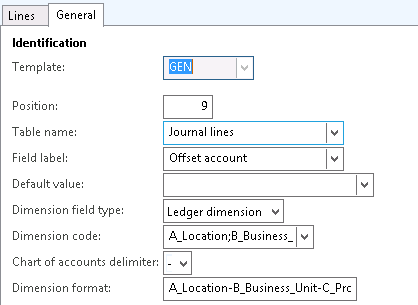 Lines General
Identification
Template: GEN
Position: 9
Table name: Journal lines
Field label: Offset account
Default value:
Dimension field type: Ledger dimension
Dimension code: A_Location;B_Business_
Chart of accounts delimiter: -
Dimension format: A_Location-B_Business_Unit-C_Prc